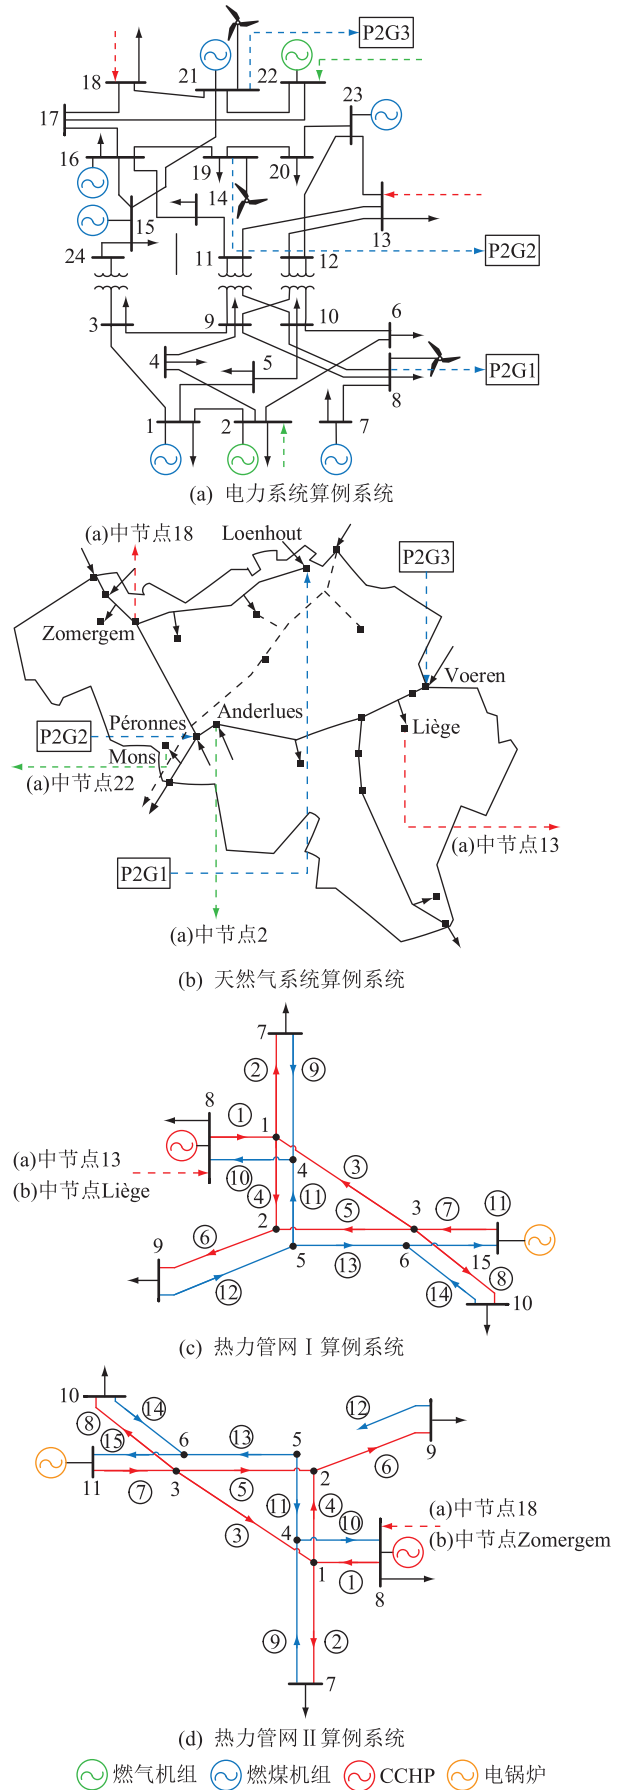 P2G3
18
21
22
17
23
16
19
14
20
15
13
24
11
12
P2G2
3
9
10
6
4
5
P2G1
8
1
2
7
(a) 电力系统算例系统
(a)中节点18
Loenhout
P2G3
Zomergem
Voeren
Péronnes
Anderlues
P2G2
Liège
Mons
(a)中节点22
(a)中节点13
P2G1
(a)中节点2
(b) 天然气系统算例系统
7
② ⑨
8
① 1
(a)中节点13
(b)中节点Liège
⑩ 4 ③
④ ⑪
2 ⑤ 3 ⑦ ⑪
9 ⑥
5 ⑬ 6 15 ⑧
⑫ ⑭ 10
(c) 热力管网Ⅰ算例系统
10 ⑭ ⑫
⑧ 6 ⑬ 5
⑮ 9
11 ⑦ 3 ⑤ 2 ⑥
⑪ ④ (a)中节点18
③ 4 ⑩ (b)中节点Zomergem
1 ①
8
⑨ ②
7
(d) 热力管网Ⅱ算例系统
燃气机组 燃煤机组 CCHP 电锅炉